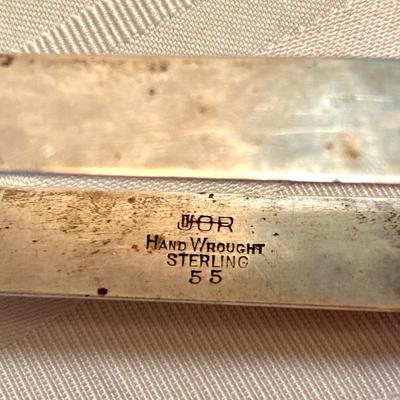 JOR
HAND WROUGHT
STERLING
55